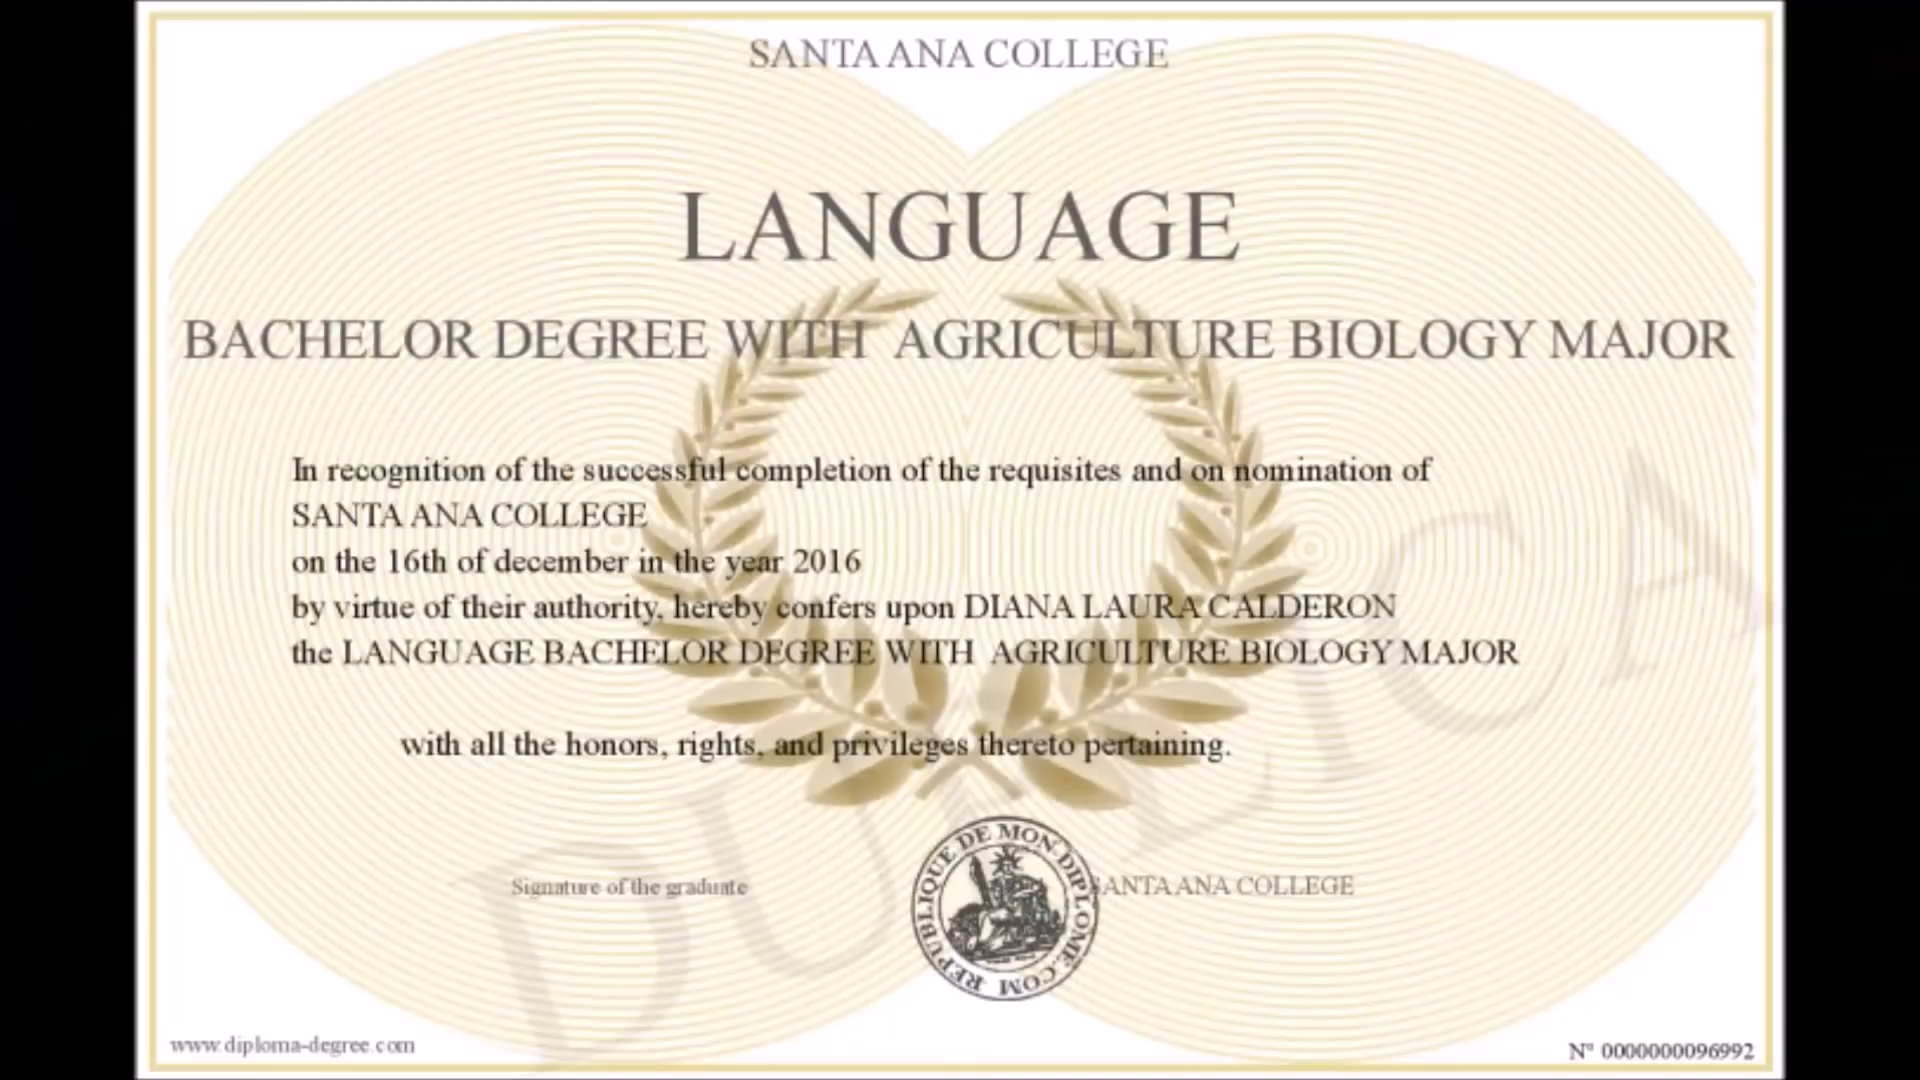 SANTA ANA COLLEGE
LANGUAGE
BACHELOR DEGREE WITH AGRICULTURE BIOLOGY MAJOR
In recognition of the successful completion of the requisites and on nomination of
SANTA ANA COLLEGE
on the 16th of december in the year 2016
by virtue of their authority, hereby confers upon DIANA LAURA CALDERON
the LANGUAGE BACHELOR DEGREE WITH AGRICULTURE BIOLOGY MAJOR
with all the honors, rights, and privileges thereto pertaining.
DUPLICA
Signature of the graduate
REPUBLIQUE DE MON-DIPLOME.COM
SANTA ANA COLLEGE
www.diploma-degree.com
Nº 0000000096992